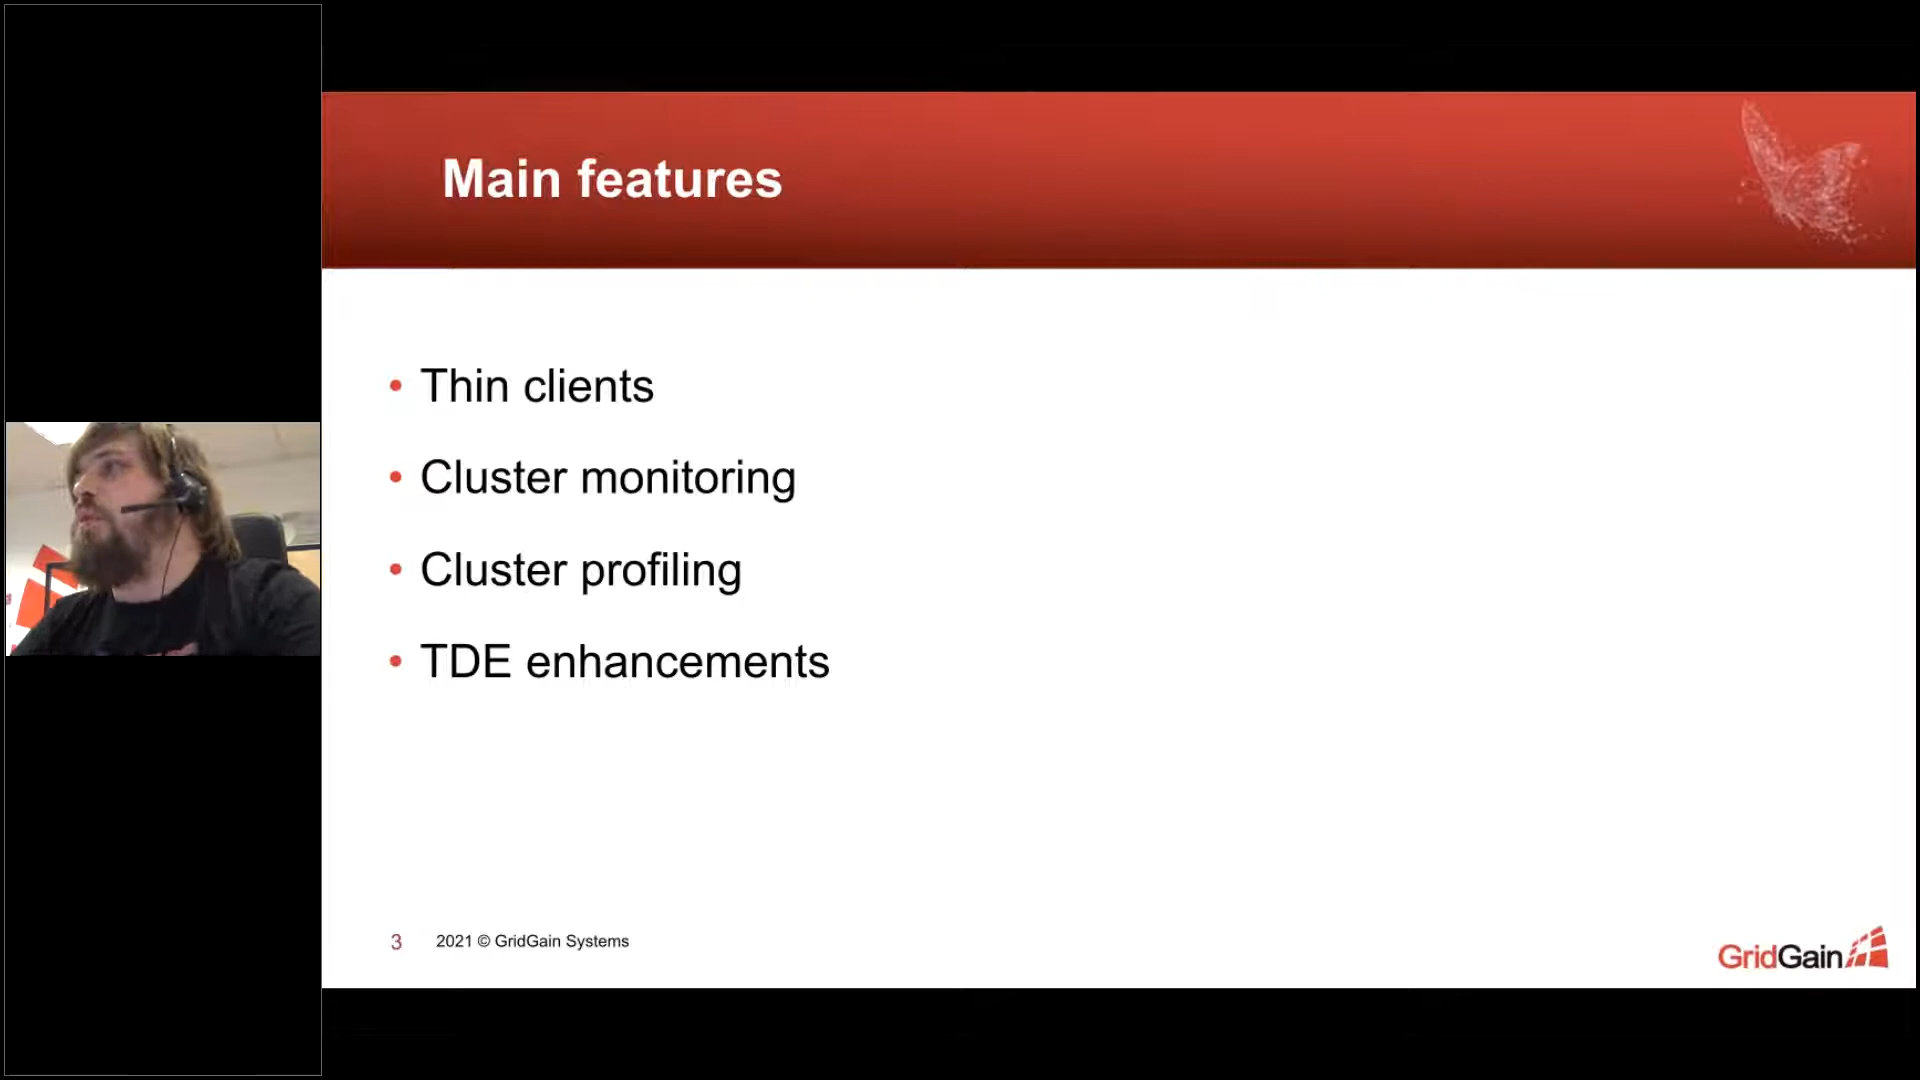 Main features
• Thin clients
• Cluster monitoring
• Cluster profiling
• TDE enhancements
3 2021 © GridGain Systems
GridGain